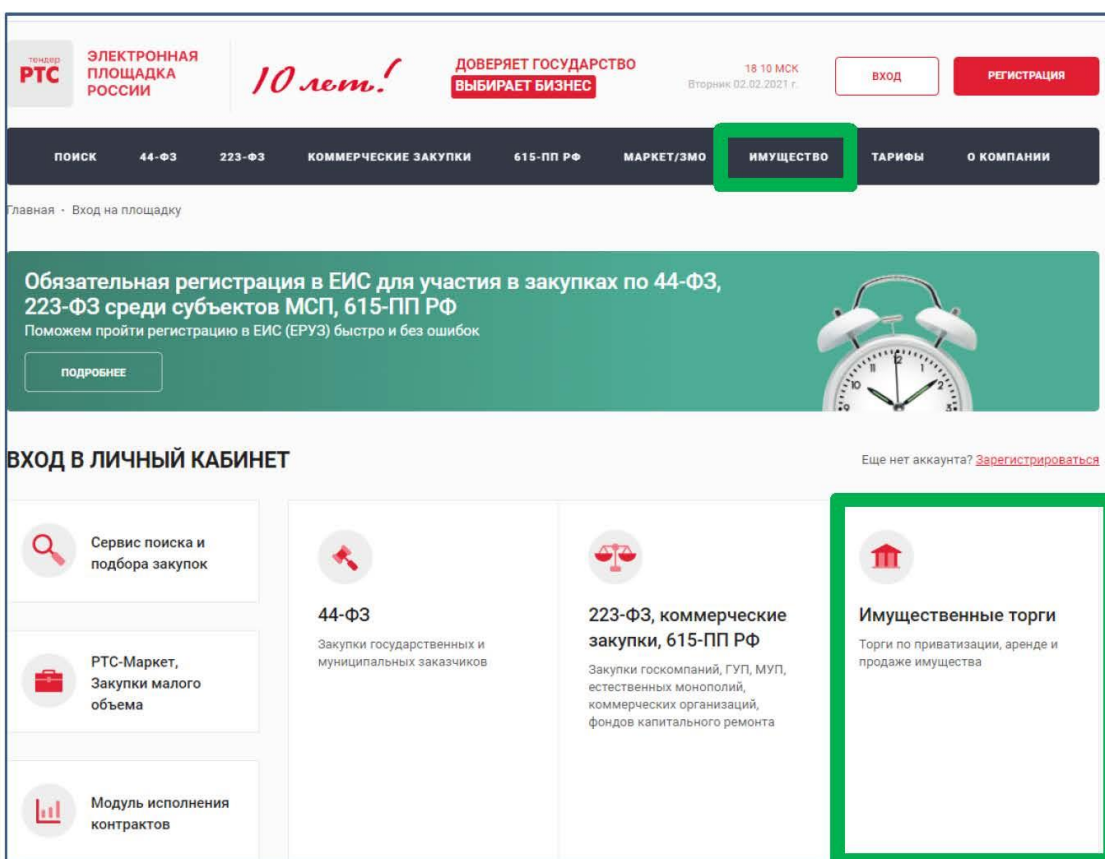 тендер
РТС
ЭЛЕКТРОННАЯ
ПЛОЩАДКА
РОССИИ
10 лет!
ДОВЕРЯЕТ ГОСУДАРСТВО
ВЫБИРАЕТ БИЗНЕС
18 10 МСК
Вторник 02.02.2021 г.
ВХОД
РЕГИСТРАЦИЯ
ПОИСК 44-ФЗ 223-ФЗ КОММЕРЧЕСКИЕ ЗАКУПКИ 615-ПП РФ МАРКЕТ/ЗМО ИМУЩЕСТВО ТАРИФЫ О КОМПАНИИ
Главная · Вход на площадку
Обязательная регистрация в ЕИС для участия в закупках по 44-ФЗ,
223-ФЗ среди субъектов МСП, 615-ПП РФ
Поможем пройти регистрацию в ЕИС (ЕРУЗ) быстро и без ошибок
ПОДРОБНЕЕ
ВХОД В ЛИЧНЫЙ КАБИНЕТ
Еще нет аккаунта? Зарегистрироваться
Сервис поиска и
подбора закупок
РТС-Маркет,
Закупки малого
объема
Модуль исполнения
контрактов
44-ФЗ
Закупки государственных и
муниципальных заказчиков
223-ФЗ, коммерческие
закупки, 615-ПП РФ
Закупки госкомпаний, ГУП, МУП,
естественных монополий,
коммерческих организаций,
фондов капитального ремонта
Имущественные торги
Торги по приватизации, аренде и
продаже имущества